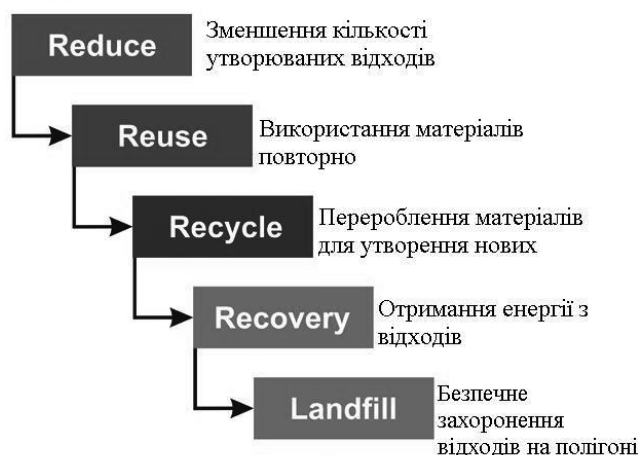 Reduce
Зменшення кількості
утворюваних відходів
Reuse
Використання матеріалів
повторно
Recycle
Перероблення матеріалів
для утворення нових
Recovery
Отримання енергії з
відходів
Landfill
Безпечне
захоронення
відходів на полігоні